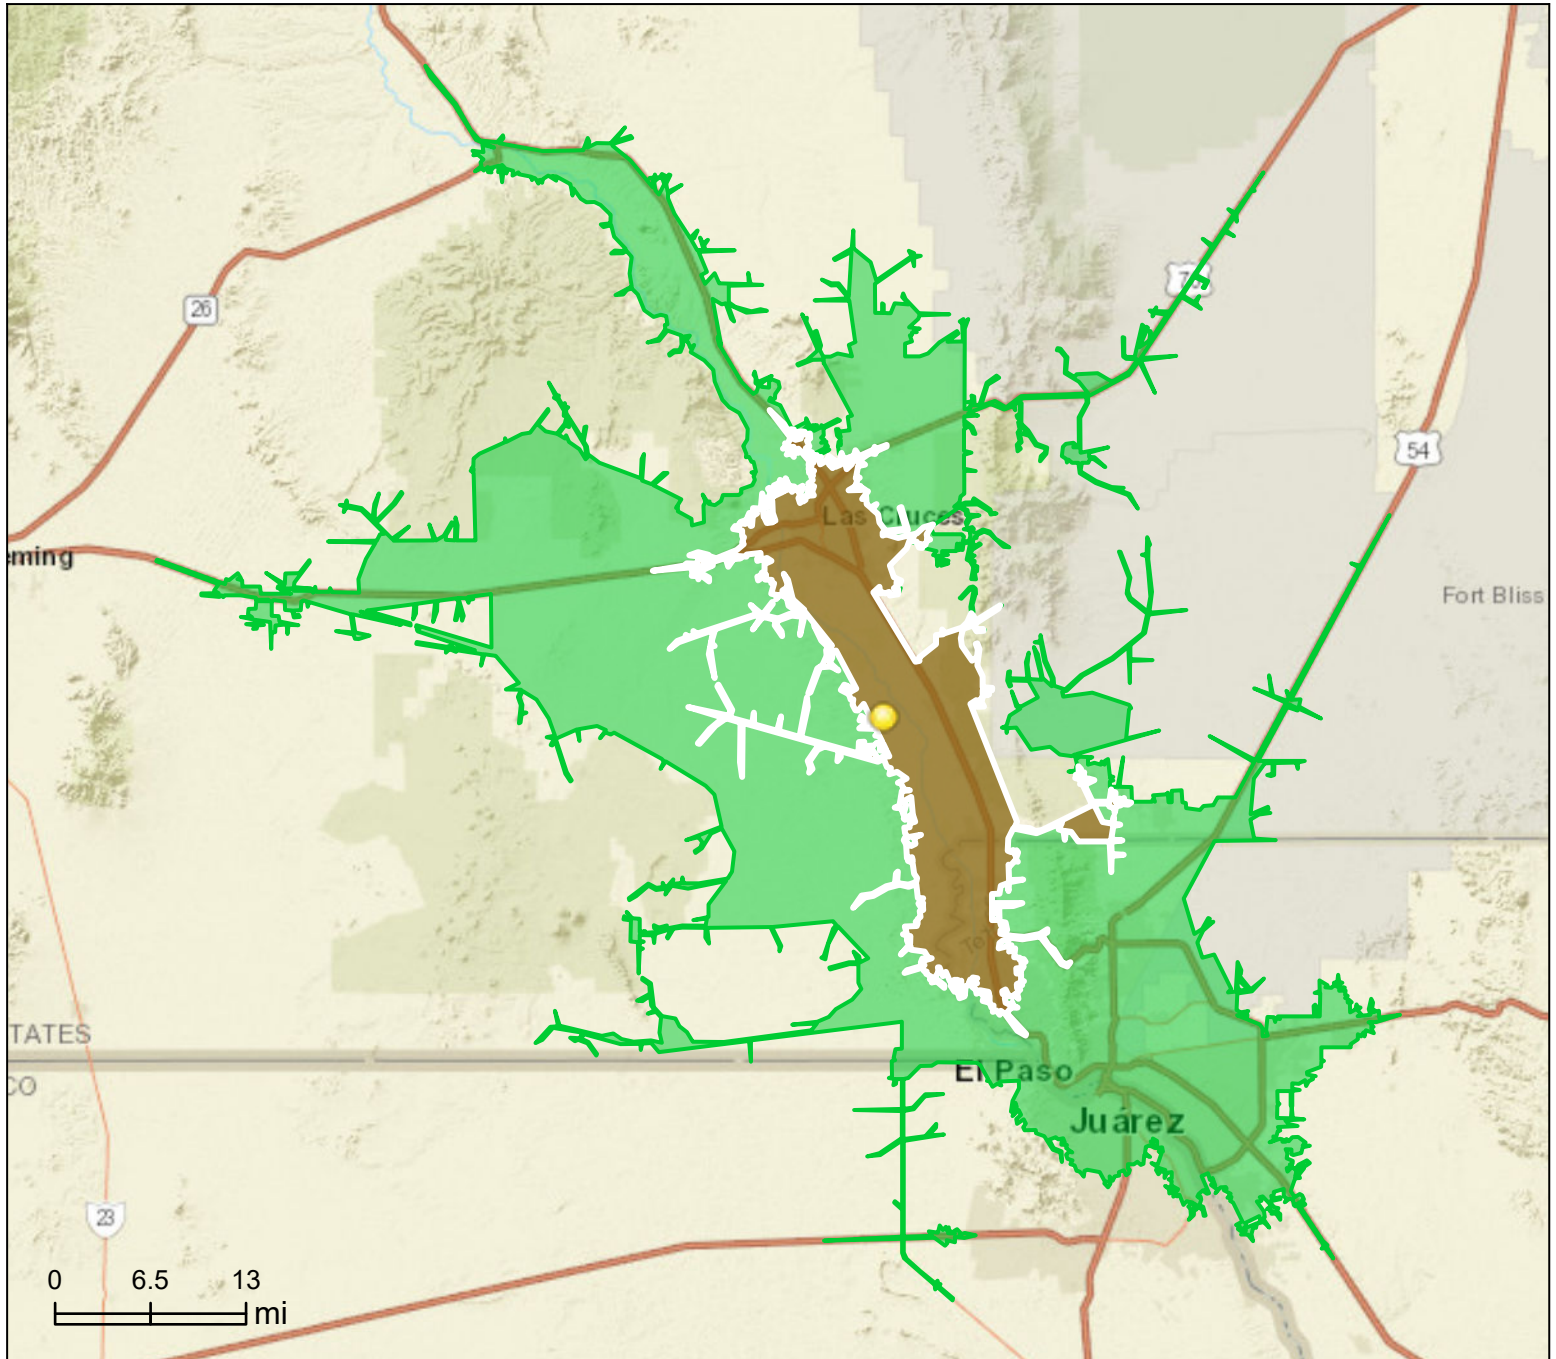 26
70
54
Las Cruces
eming
Fort Bliss
TATES
El Paso
CO
Juárez
23
0 6.5 13
mi